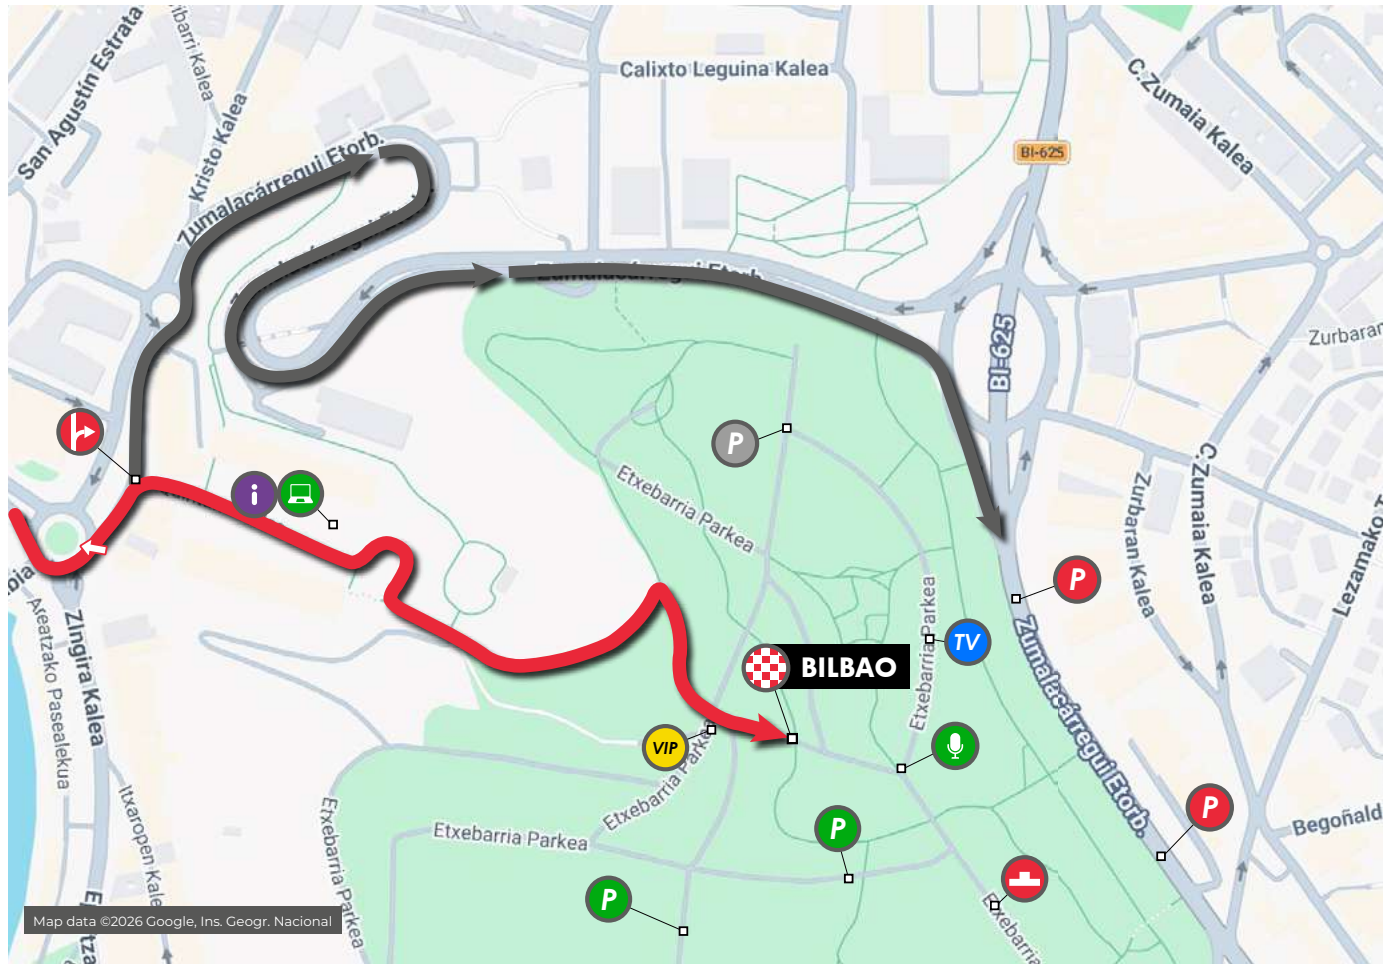 San Agustín Estrata
Kristo Kalea
Zumalacárregui Etorb.
Calixto Leguina Kalea
C. Zumaia Kalea
BI-625
BI-625
Zurbaran
Zurbaran Kalea
C. Zumaia Kalea
Lezamako
i
P
Etxebarria Parkea
P
TV
Etxebarria Parkea
BILBAO
VIP
Etxebarria Parkea
Zumalacárregui Etorb.
P
Begoñald
P
Etxebarria Parkea
P
Etxebarria Parkea
Etxebarria
Areatzako Pasealekua
ZIngira Kalea
Itxaropen Kale
Map data ©2026 Google, Ins. Geogr. Nacional